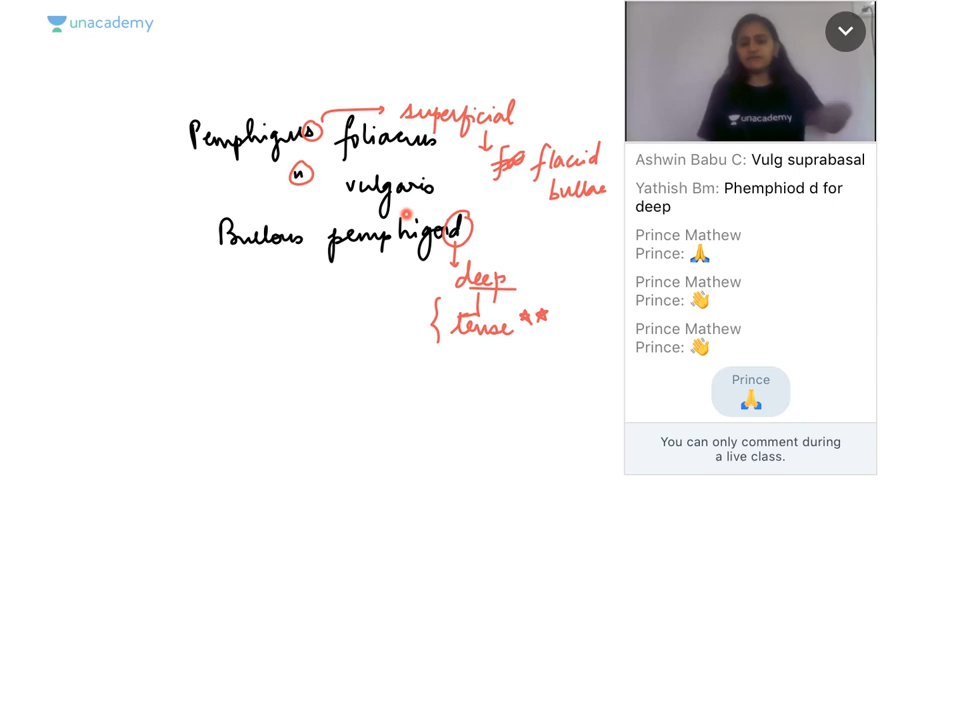 unacademy
superficial
Pemphigus foliaceus
flaccid
bullae
" vulgaris
Bullous pemphigoid
deep
tense **
unacademy
Ashwin Babu C: Vulg suprabasal
Yathish Bm: Phemphiod d for
deep
Prince Mathew
Prince: 🙏
Prince Mathew
Prince: 👋
Prince Mathew
Prince: 👋
Prince
🙏
You can only comment during
a live class.